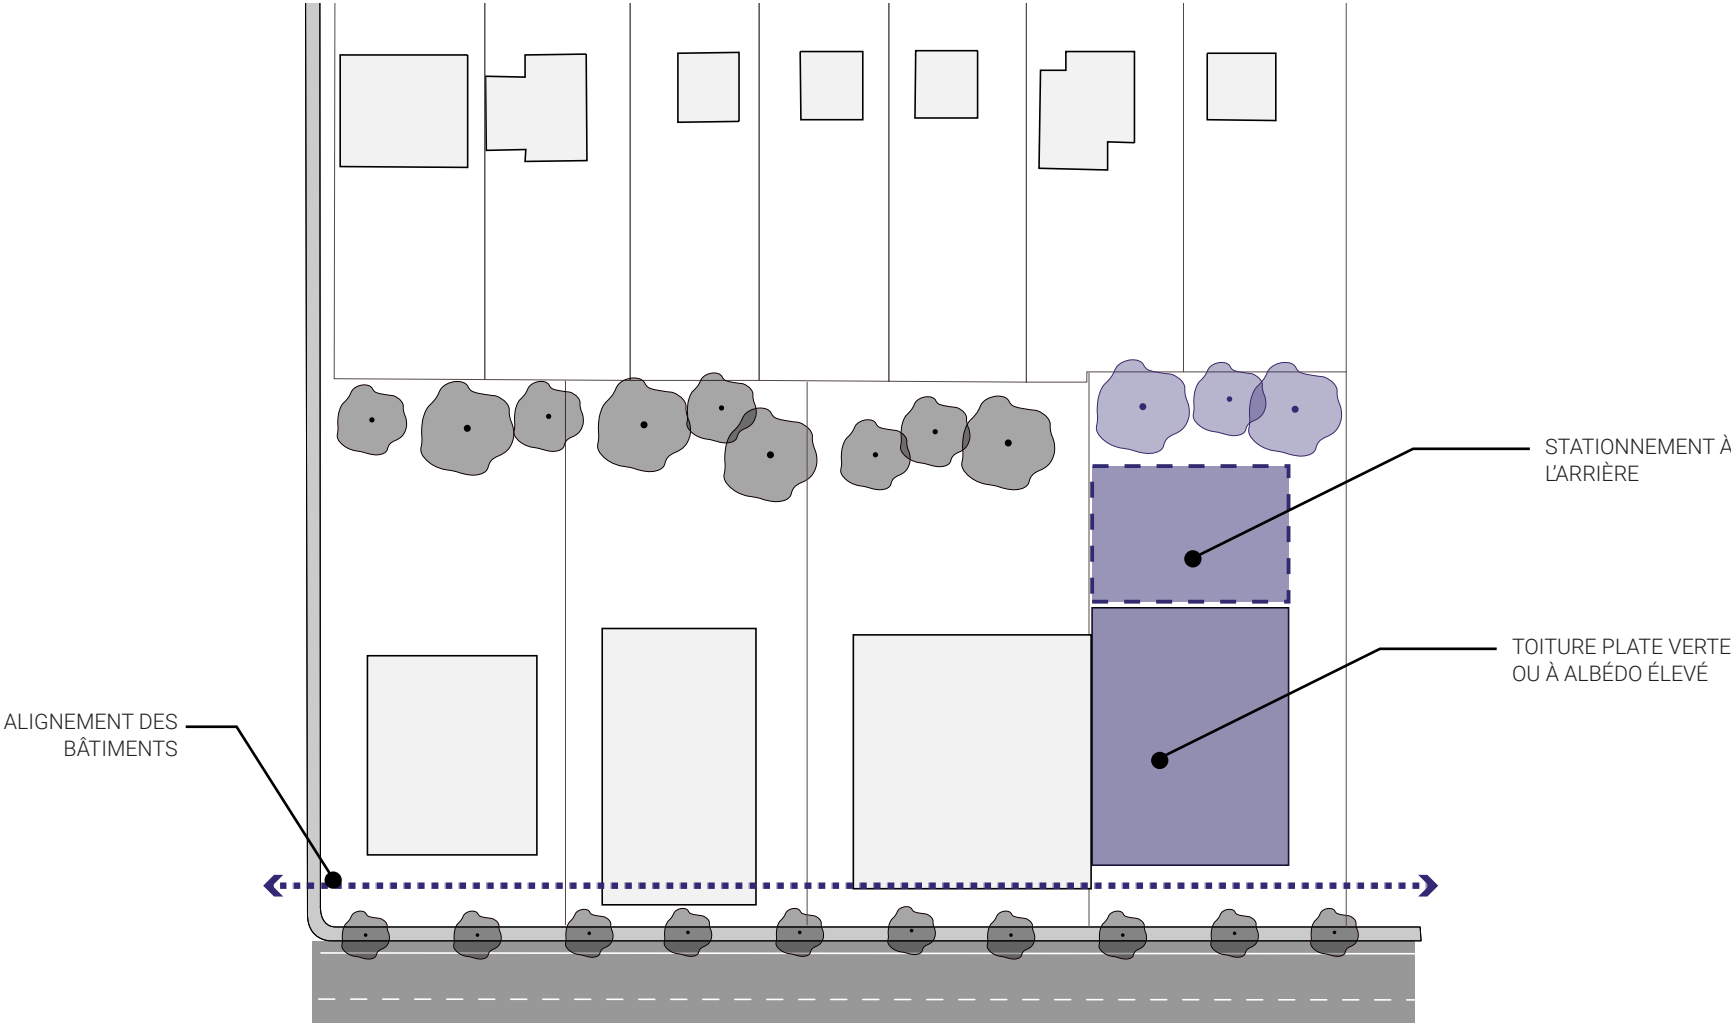 STATIONNEMENT À
L'ARRIÈRE
TOITURE PLATE VERTE
OU À ALBÉDO ÉLEVÉ
ALIGNEMENT DES
BÂTIMENTS